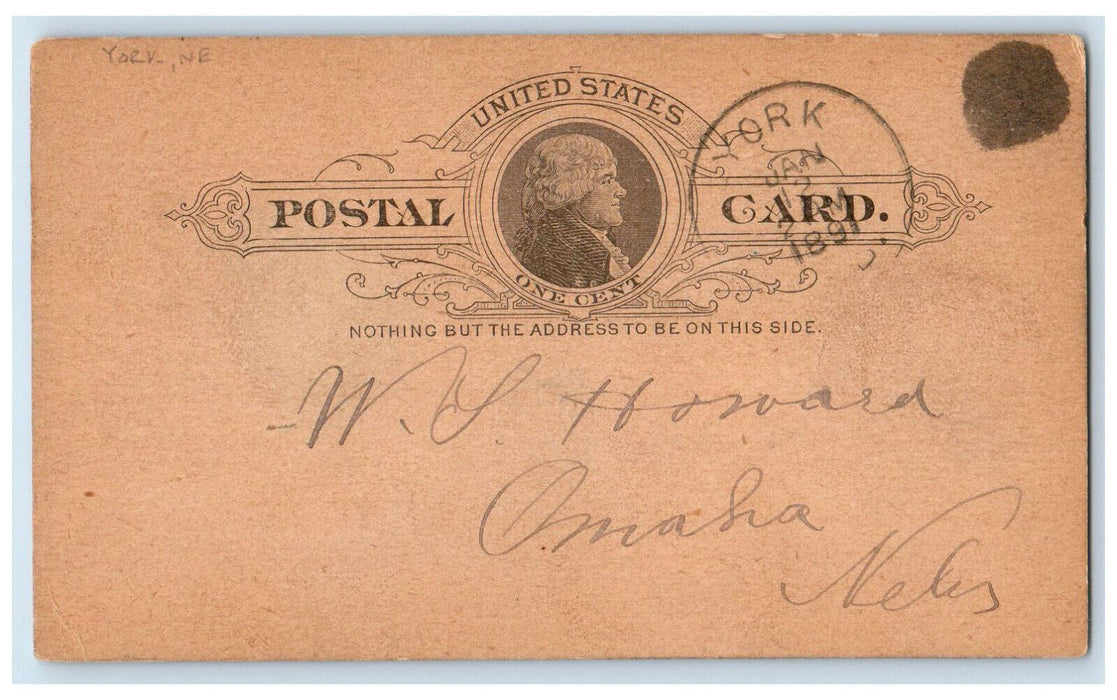 YORK, NE
UNITED STATES
POSTAL CARD.
ONE CENT
NOTHING BUT THE ADDRESS TO BE ON THIS SIDE.
YORK
JAN
12
1891
W. S. Howard
Omaha
Nebr